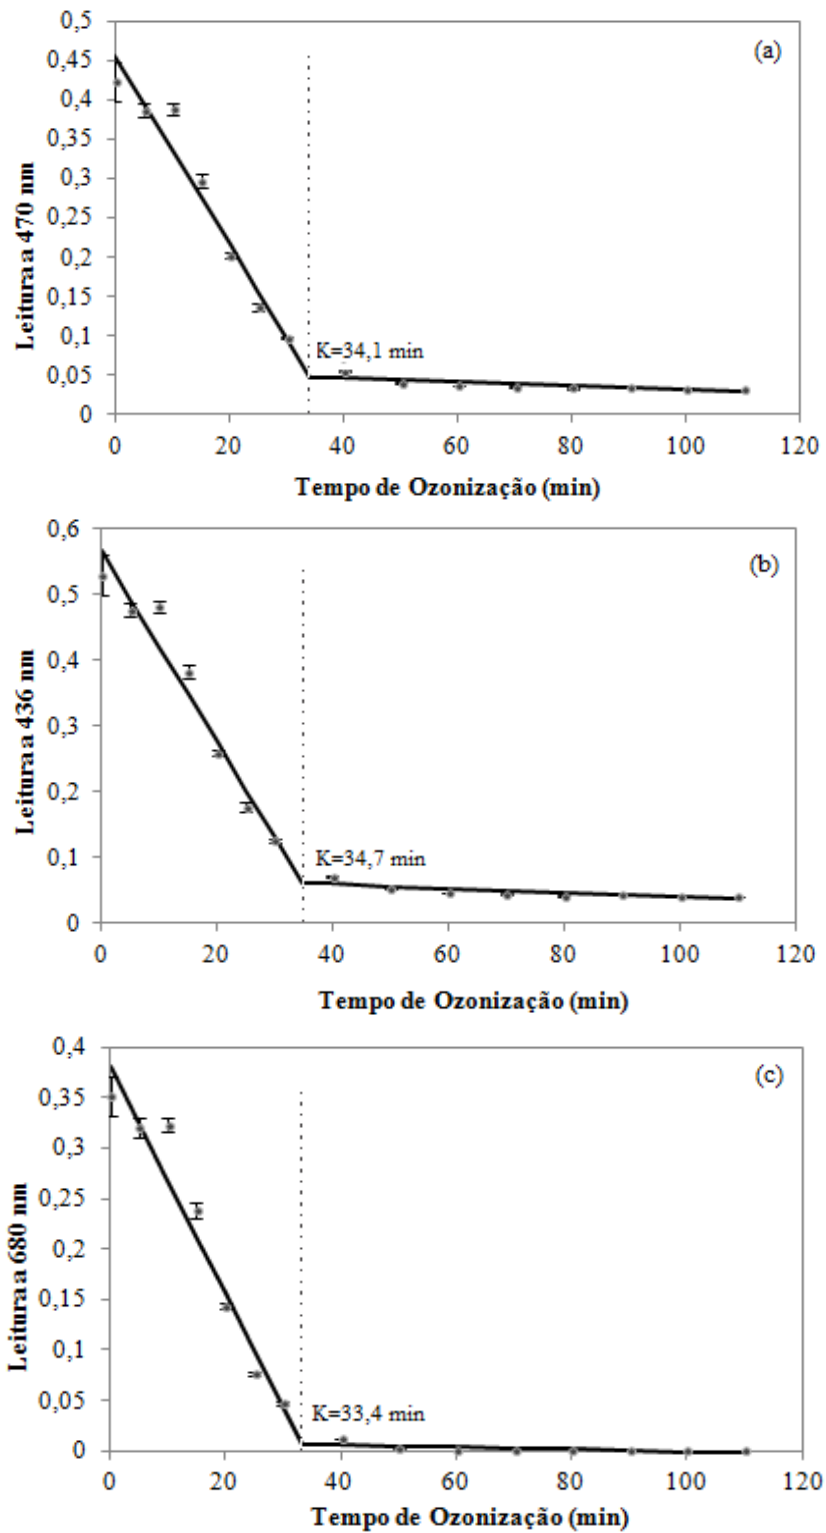 0,5
(a)
0,45
0,4
0,35
0,3
0,25
0,2
0,15
0,1
0,05
0
Leitura a 470 nm
K=34,1 min
0 20 40 60 80 100 120
Tempo de Ozonização (min)
0,6
(b)
0,5
0,4
0,3
0,2
0,1
0
Leitura a 436 nm
K=34,7 min
0 20 40 60 80 100 120
Tempo de Ozonização (min)
0,4
(c)
0,35
0,3
0,25
0,2
0,15
0,1
0,05
0
Leitura a 680 nm
K=33,4 min
0 20 40 60 80 100 120
Tempo de Ozonização (min)